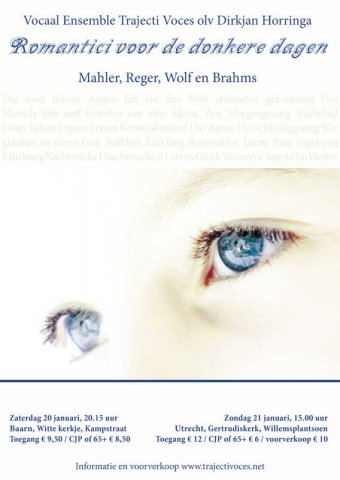 Vocaal Ensemble Trajecti Voces olv Dirkjan Horringa
Romantici voor de donkere dagen
Mahler, Reger, Wolf en Brahms
Die zwei blauen Augen Ich bin der Welt abhanden gekommen Der
Mensch lebt und bestehet nur eine kleine Zeit Morgengesang Nachtlied
Unser lieben Frauen Traum Kreuzfahrerlied Das Agnus Der Schlachtgesang Wir
glauben an einen Gott Aufblick Einklang Resignation Letzte Bitte Ergebung
Erhebung Nachtwache I Nachtwache II Letztes Glück Verlorene Jugend Im Herbst
Zaterdag 20 januari, 20.15 uur
Baarn, Witte kerkje, Kampstraat
Toegang € 9,50 / CJP of 65+ € 8,50
Zondag 21 januari, 15.00 uur
Utrecht, Gertrudiskerk, Willemsplantsoen
Toegang € 12 / CJP of 65+ € 6 / voorverkoop € 10
Informatie en voorverkoop www.trajectivoces.net